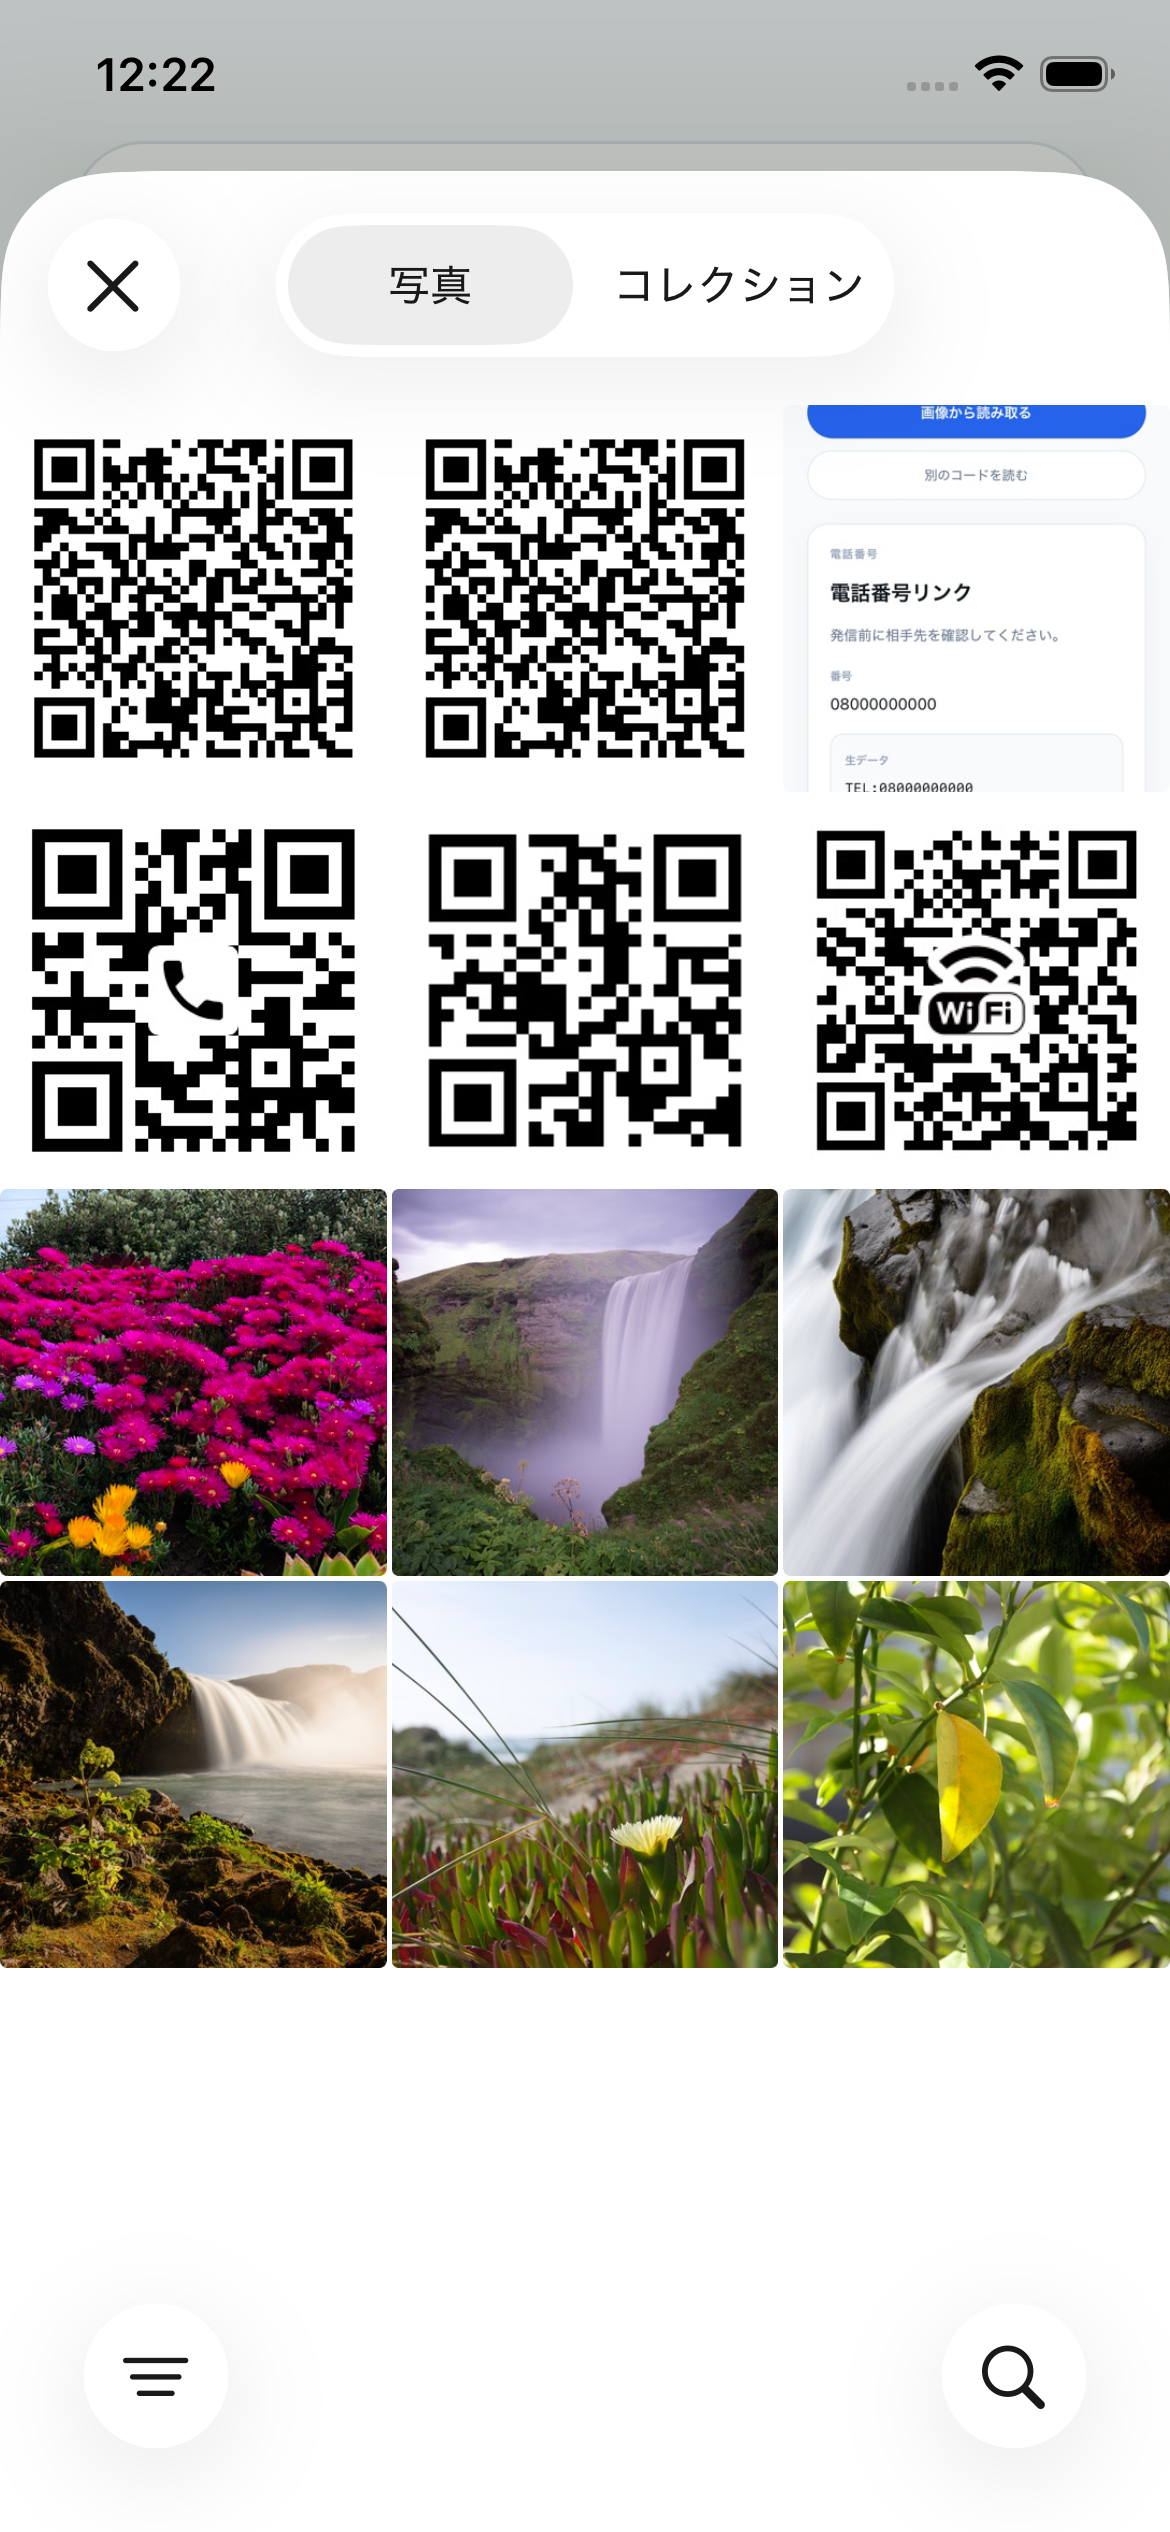 12:22
写真
コレクション
画像から読み取る
別のコードを読む
電話番号
電話番号リンク
発信前に相手先を確認してください。
番号
08000000000
生データ
TEL:08000000000
WiFi